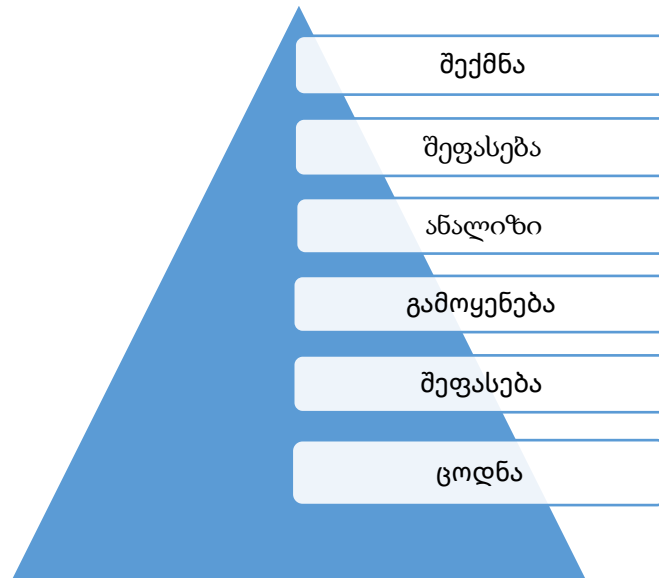 შექმნა
შეფასება
ანალიზი
გამოყენება
შეფასება
ცოდნა